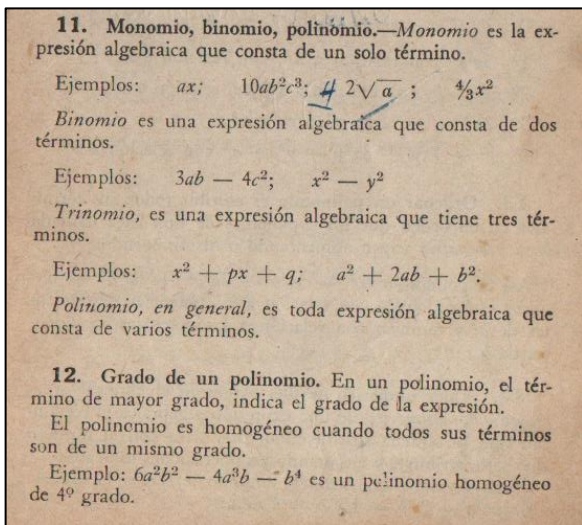 11. Monomio, binomio, polinomio.—Monomio es la ex-
presión algebraica que consta de un solo término.
Ejemplos: ax; 10ab²c³; 4 2√a ; ⁴⁄₃x²
Binomio es una expresión algebraica que consta de dos
términos.
Ejemplos: 3ab — 4c²; x² — y²
Trinomio, es una expresión algebraica que tiene tres tér-
minos.
Ejemplos: x² + px + q; a² + 2ab + b².
Polinomio, en general, es toda expresión algebraica que
consta de varios términos.
12. Grado de un polinomio. En un polinomio, el tér-
mino de mayor grado, indica el grado de la expresión.
El polinomio es homogéneo cuando todos sus términos
son de un mismo grado.
Ejemplo: 6a²b² — 4a³b — b⁴ es un polinomio homogéneo
de 4º grado.